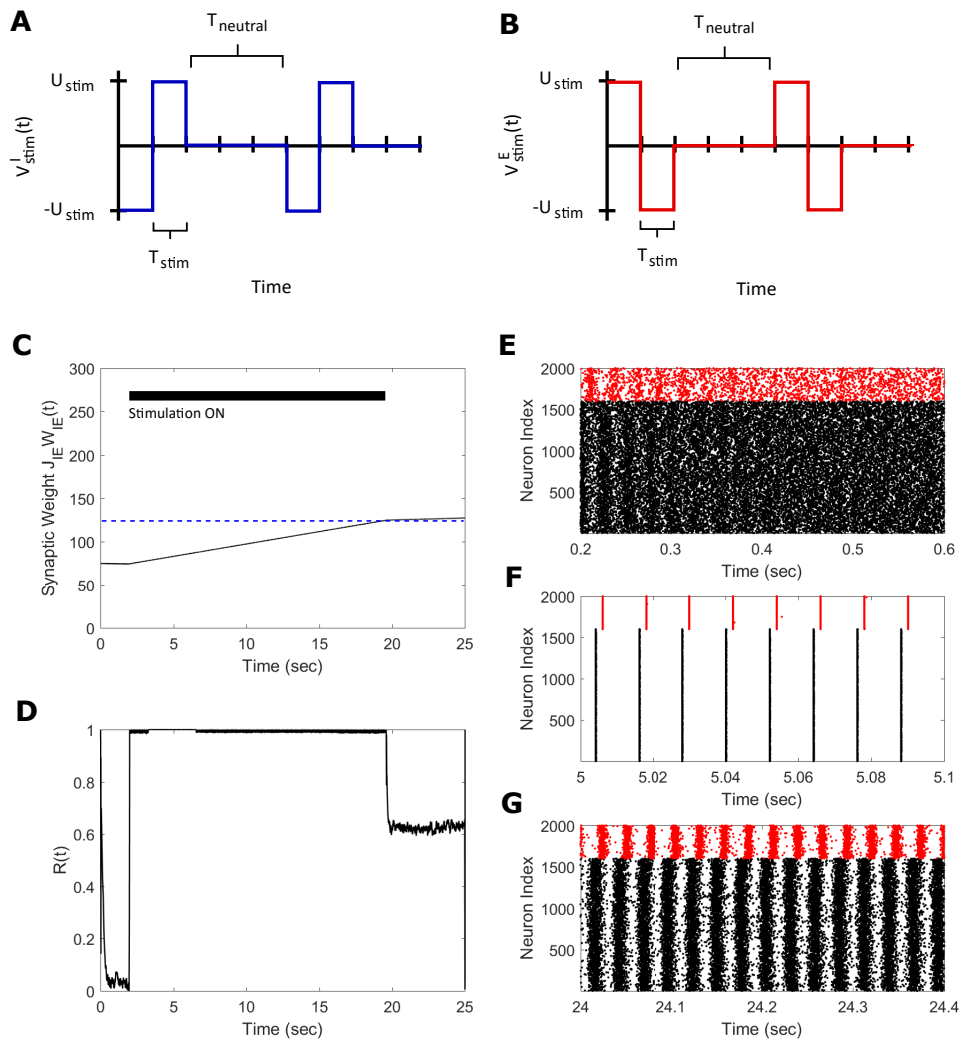 A
T neutral
U stim
V^I_stim(t)
-U stim
T stim
Time
B
T neutral
U stim
V^E_stim(t)
-U stim
T stim
Time
C
300
250
200
150
100
50
0
Stimulation ON
Synaptic Weight J_IE W_IE(t)
0 5 10 15 20 25
Time (sec)
D
1
0.8
0.6
0.4
0.2
0
R(t)
0 5 10 15 20 25
Time (sec)
E
2000
1500
1000
500
Neuron Index
0.2 0.3 0.4 0.5 0.6
Time (sec)
F
2000
1500
1000
500
Neuron Index
5 5.02 5.04 5.06 5.08 5.1
Time (sec)
G
2000
1500
1000
500
Neuron Index
24 24.1 24.2 24.3 24.4
Time (sec)